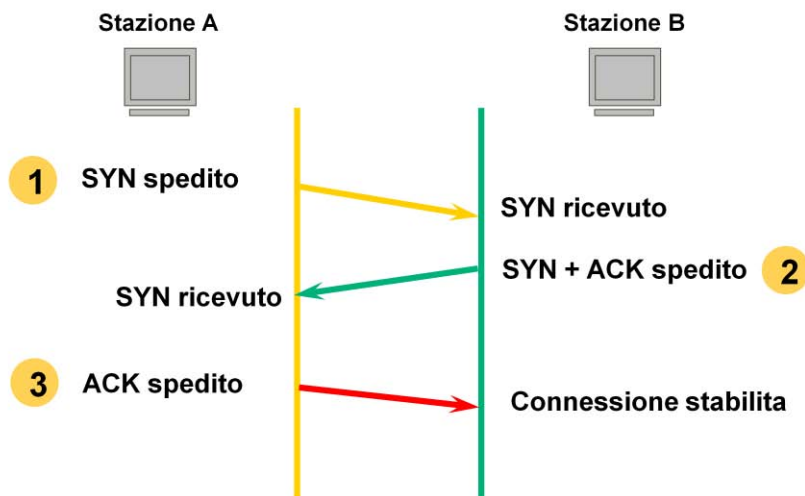 Stazione A
Stazione B
1
SYN spedito
SYN ricevuto
SYN + ACK spedito
2
SYN ricevuto
3
ACK spedito
Connessione stabilita